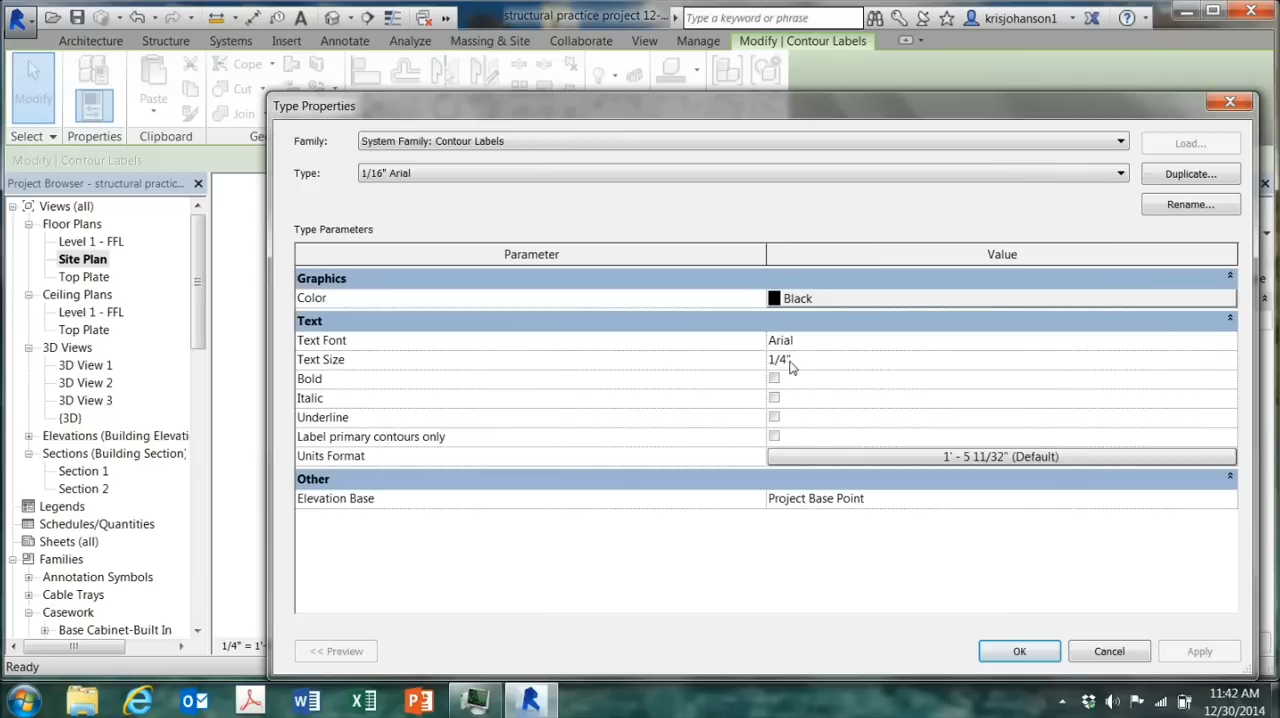 structural practice project 12-...
Type a keyword or phrase
krisjohanson1
Architecture Structure Systems Insert Annotate Analyze Massing & Site Collaborate View Manage Modify | Contour Labels
Modify
Paste
Cope
Cut
Join
Select Properties Clipboard
Modify | Contour Labels
Project Browser - structural practic...
Views (all)
Floor Plans
Level 1 - FFL
Site Plan
Top Plate
Ceiling Plans
Level 1 - FFL
Top Plate
3D Views
3D View 1
3D View 2
3D View 3
{3D}
Elevations (Building Elevati
Sections (Building Section)
Section 1
Section 2
Legends
Schedules/Quantities
Sheets (all)
Families
Annotation Symbols
Cable Trays
Casework
Base Cabinet-Built In
Ready
Type Properties
Family: System Family: Contour Labels Load...
Type: 1/16" Arial Duplicate...
Rename...
Type Parameters
Parameter Value
Graphics
Color Black
Text
Text Font Arial
Text Size 1/4"
Bold
Italic
Underline
Label primary contours only
Units Format 1' - 5 11/32" (Default)
Other
Elevation Base Project Base Point
<< Preview OK Cancel Apply
11:42 AM
12/30/2014